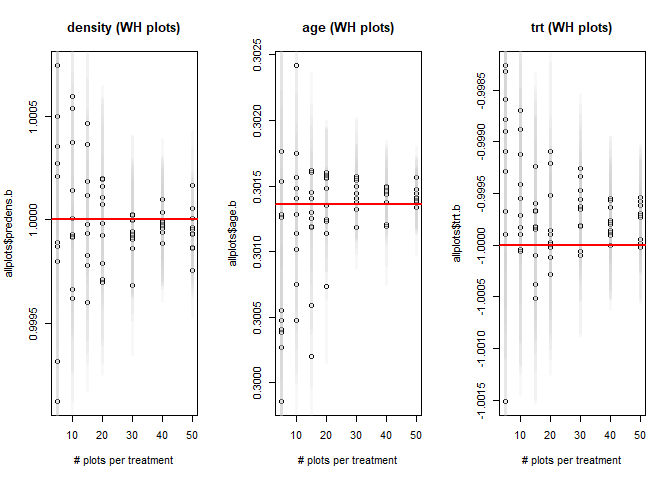 density (WH plots)
allplots$predens.b
1.0005
1.0000
0.9995
10 20 30 40 50
# plots per treatment
age (WH plots)
allplots$age.b
0.3025
0.3020
0.3015
0.3010
0.3005
0.3000
10 20 30 40 50
# plots per treatment
trt (WH plots)
allplots$trt.b
-0.9985
-0.9990
-0.9995
-1.0000
-1.0005
-1.0010
-1.0015
10 20 30 40 50
# plots per treatment